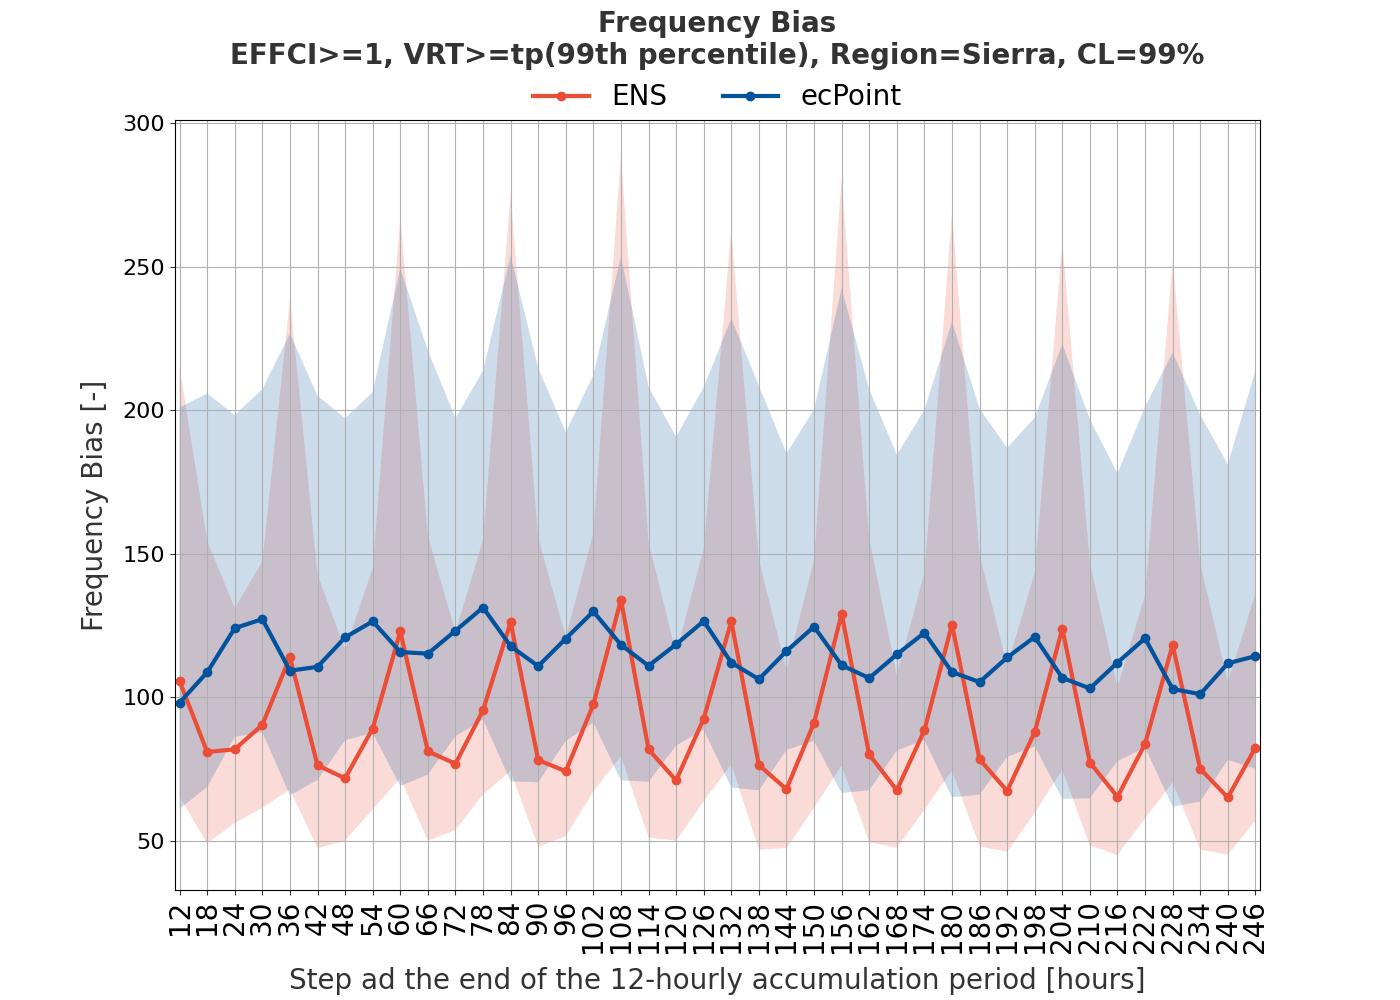 Frequency Bias
EFFCI>=1, VRT>=tp(99th percentile), Region=Sierra, CL=99%
ENS ecPoint
300
250
200
150
100
50
Frequency Bias [-]
12 18 24 30 36 42 48 54 60 66 72 78 84 90 96 102 108 114 120 126 132 138 144 150 156 162 168 174 180 186 192 198 204 210 216 222 228 234 240 246
Step ad the end of the 12-hourly accumulation period [hours]